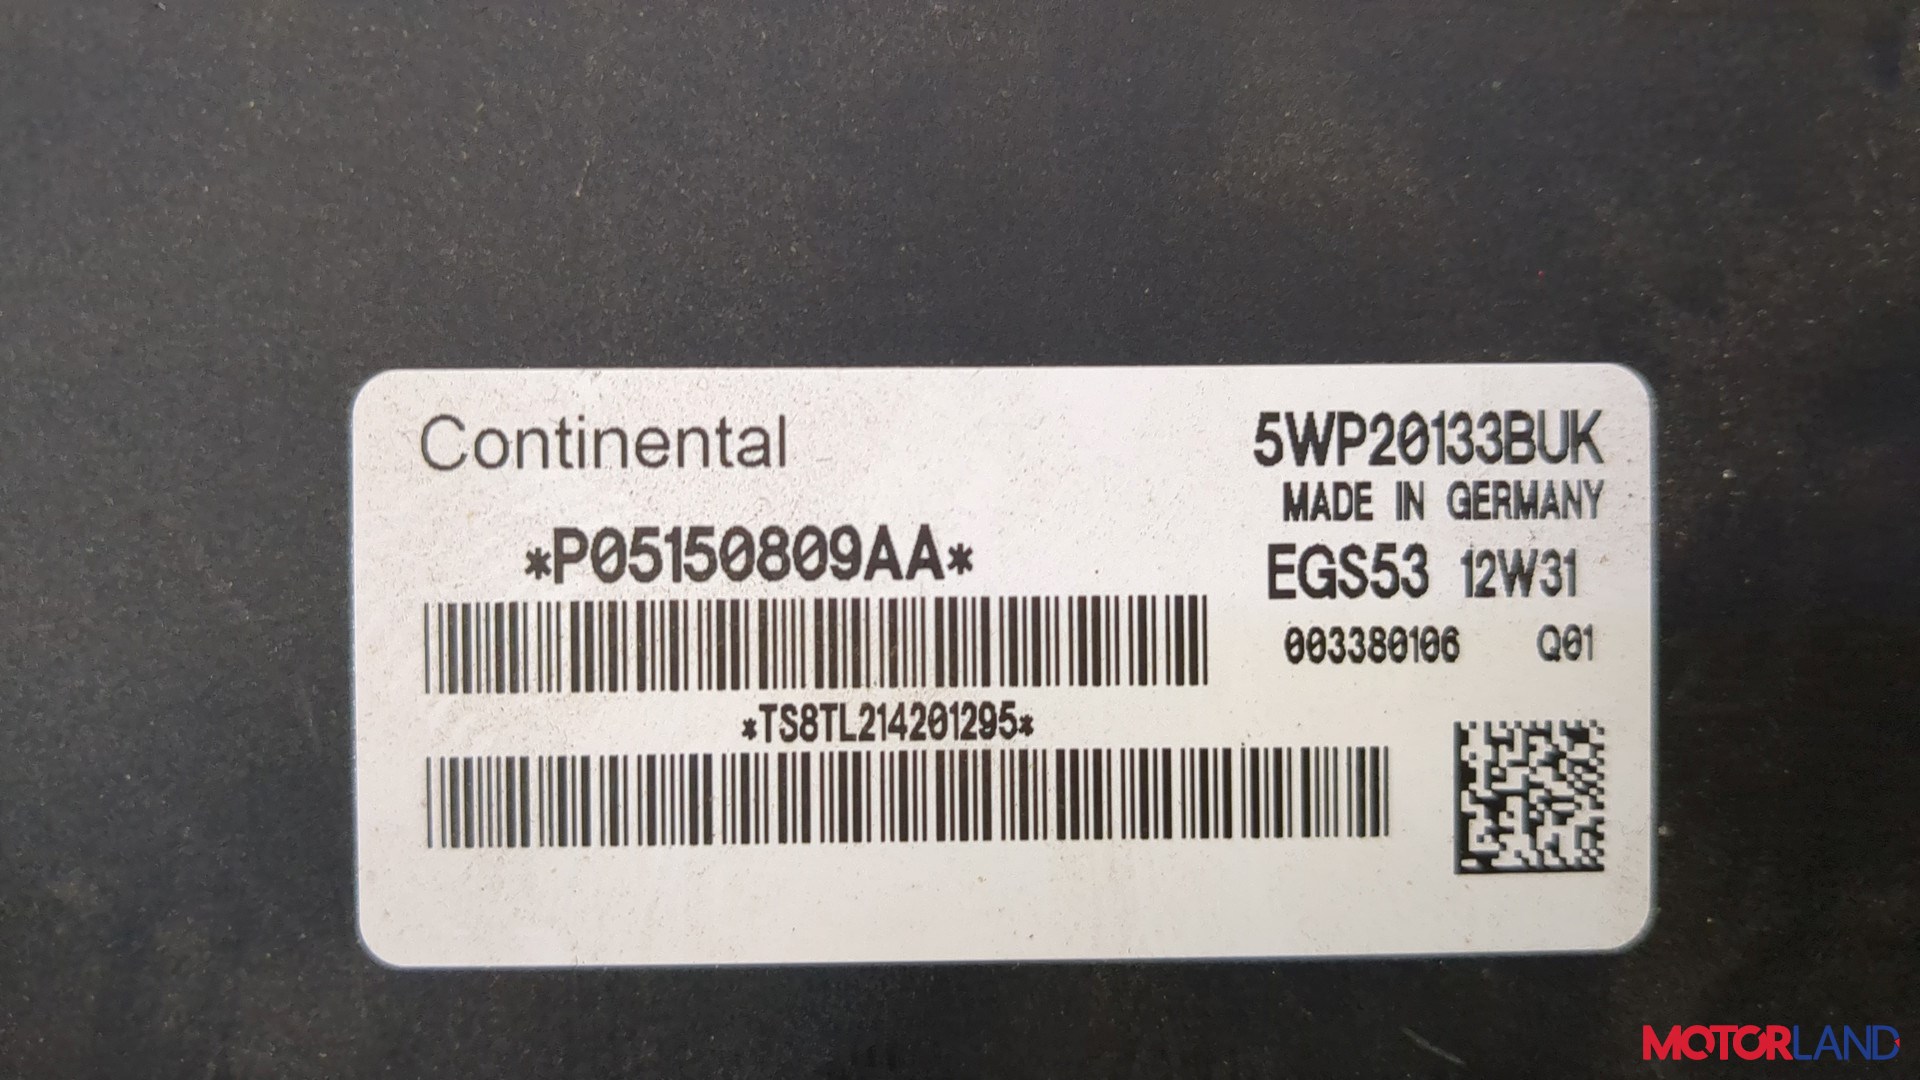 Continental
5WP20133BUK
MADE IN GERMANY
*P05150809AA*
EGS53 12W31
003380106 Q01
*TS8TL214201295*
MOTORLAND